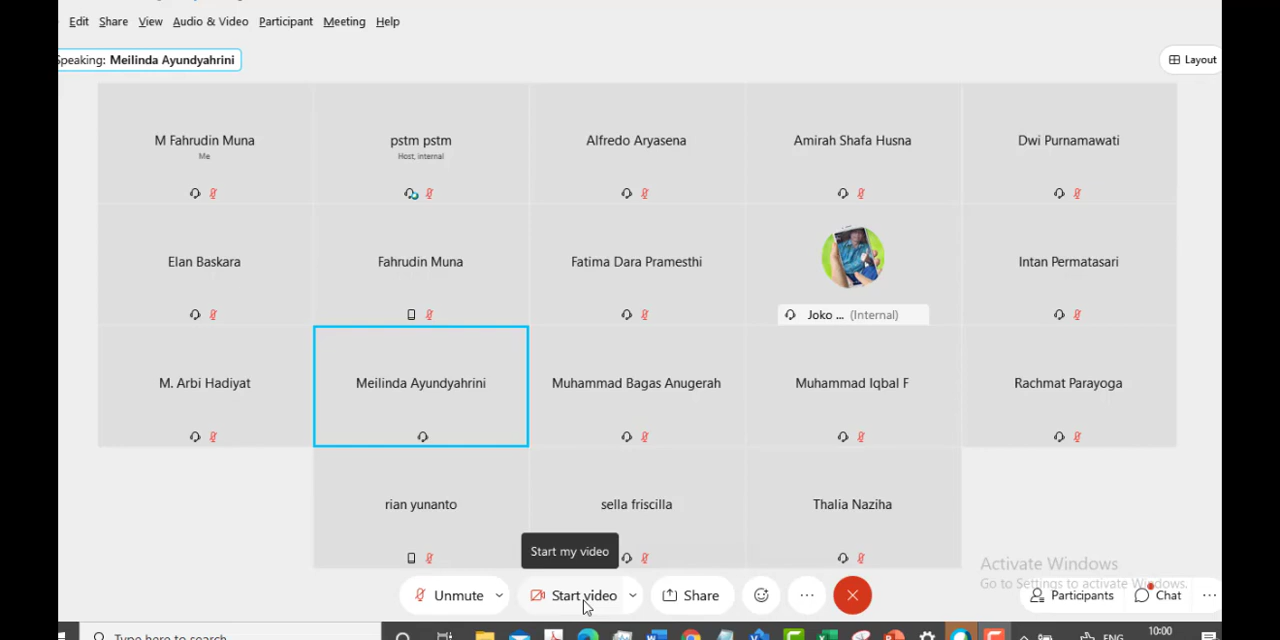 Edit Share View Audio & Video Participant Meeting Help
Speaking: Meilinda Ayundyahrini
Layout
M Fahrudin Muna
Me
pstm pstm
Host, internal
Alfredo Aryasena
Amirah Shafa Husna
Dwi Purnamawati
Elan Baskara
Fahrudin Muna
Fatima Dara Pramesthi
Joko ... (Internal)
Intan Permatasari
M. Arbi Hadiyat
Meilinda Ayundyahrini
Muhammad Bagas Anugerah
Muhammad Iqbal F
Rachmat Parayoga
rian yunanto
sella friscilla
Thalia Naziha
Start my video
Activate Windows
Go to Settings to activate Windows.
Unmute
Start video
Share
Participants
Chat
Type here to search
ENG
10:00